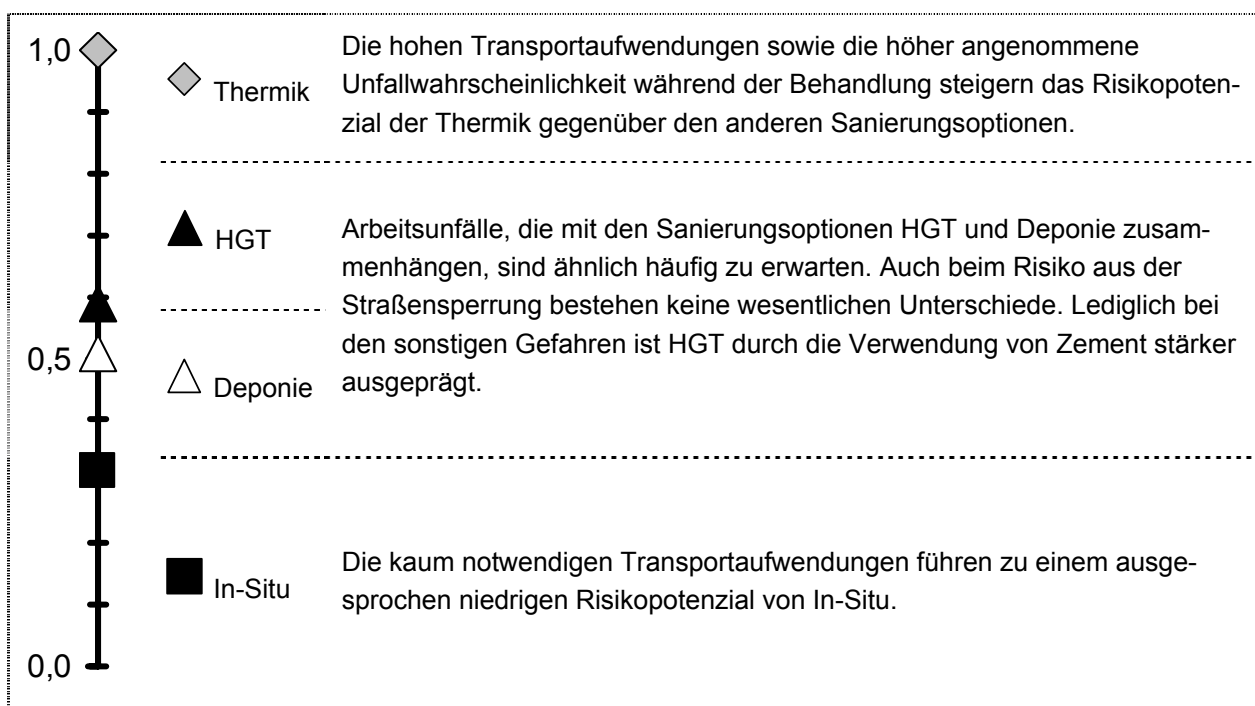 1,0
Thermik
Die hohen Transportaufwendungen sowie die höher angenommene
Unfallwahrscheinlichkeit während der Behandlung steigern das Risikopoten-
zial der Thermik gegenüber den anderen Sanierungsoptionen.
HGT
Arbeitsunfälle, die mit den Sanierungsoptionen HGT und Deponie zusam-
menhängen, sind ähnlich häufig zu erwarten. Auch beim Risiko aus der
Straßensperrung bestehen keine wesentlichen Unterschiede. Lediglich bei
den sonstigen Gefahren ist HGT durch die Verwendung von Zement stärker
ausgeprägt.
0,5
Deponie
In-Situ
Die kaum notwendigen Transportaufwendungen führen zu einem ausge-
sprochen niedrigen Risikopotenzial von In-Situ.
0,0